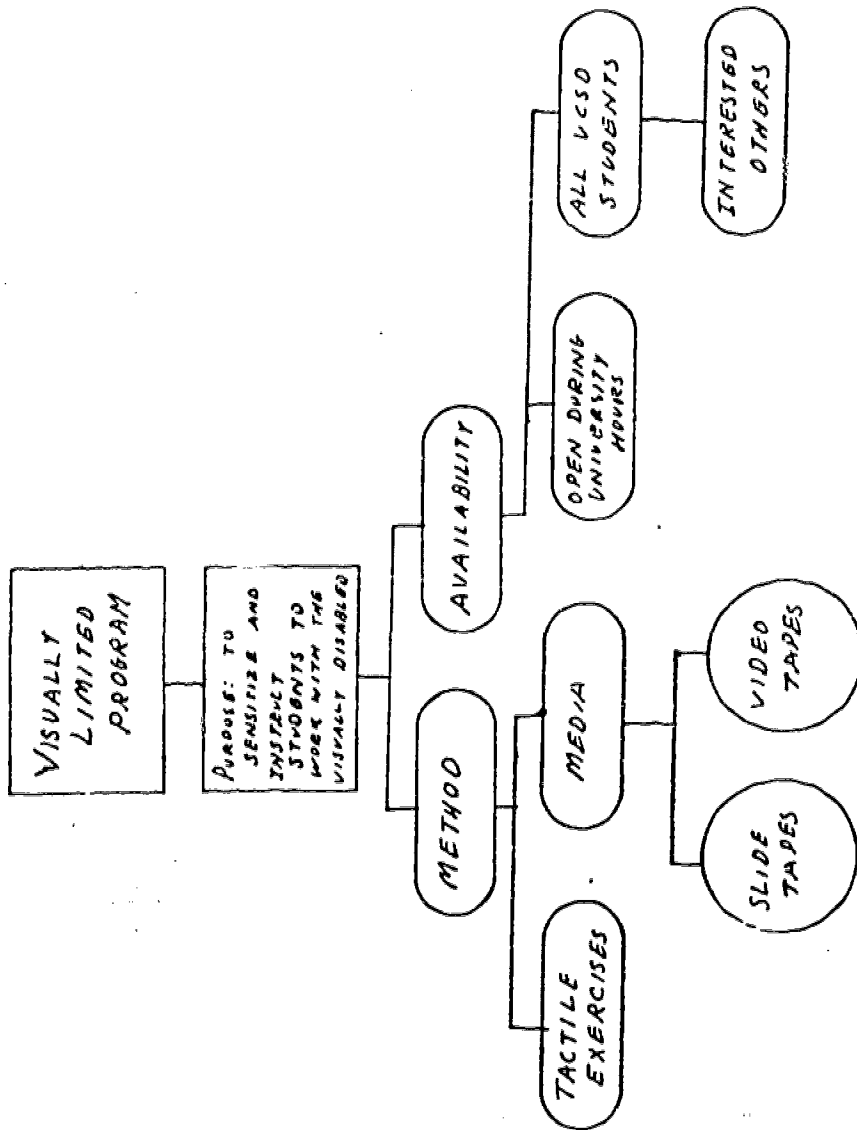 VISUALLY
LIMITED
PROGRAM
PURPOSE: TO
SENSITIZE AND
INSTRUCT
STUDENTS TO
WORK WITH THE
VISUALLY DISABLED
METHOD
AVAILABILITY
TACTILE
EXERCISES
MEDIA
OPEN DURING
UNIVERSITY
HOURS
ALL UCSD
STUDENTS
SLIDE
TAPES
VIDEO
TAPES
INTERESTED
OTHERS